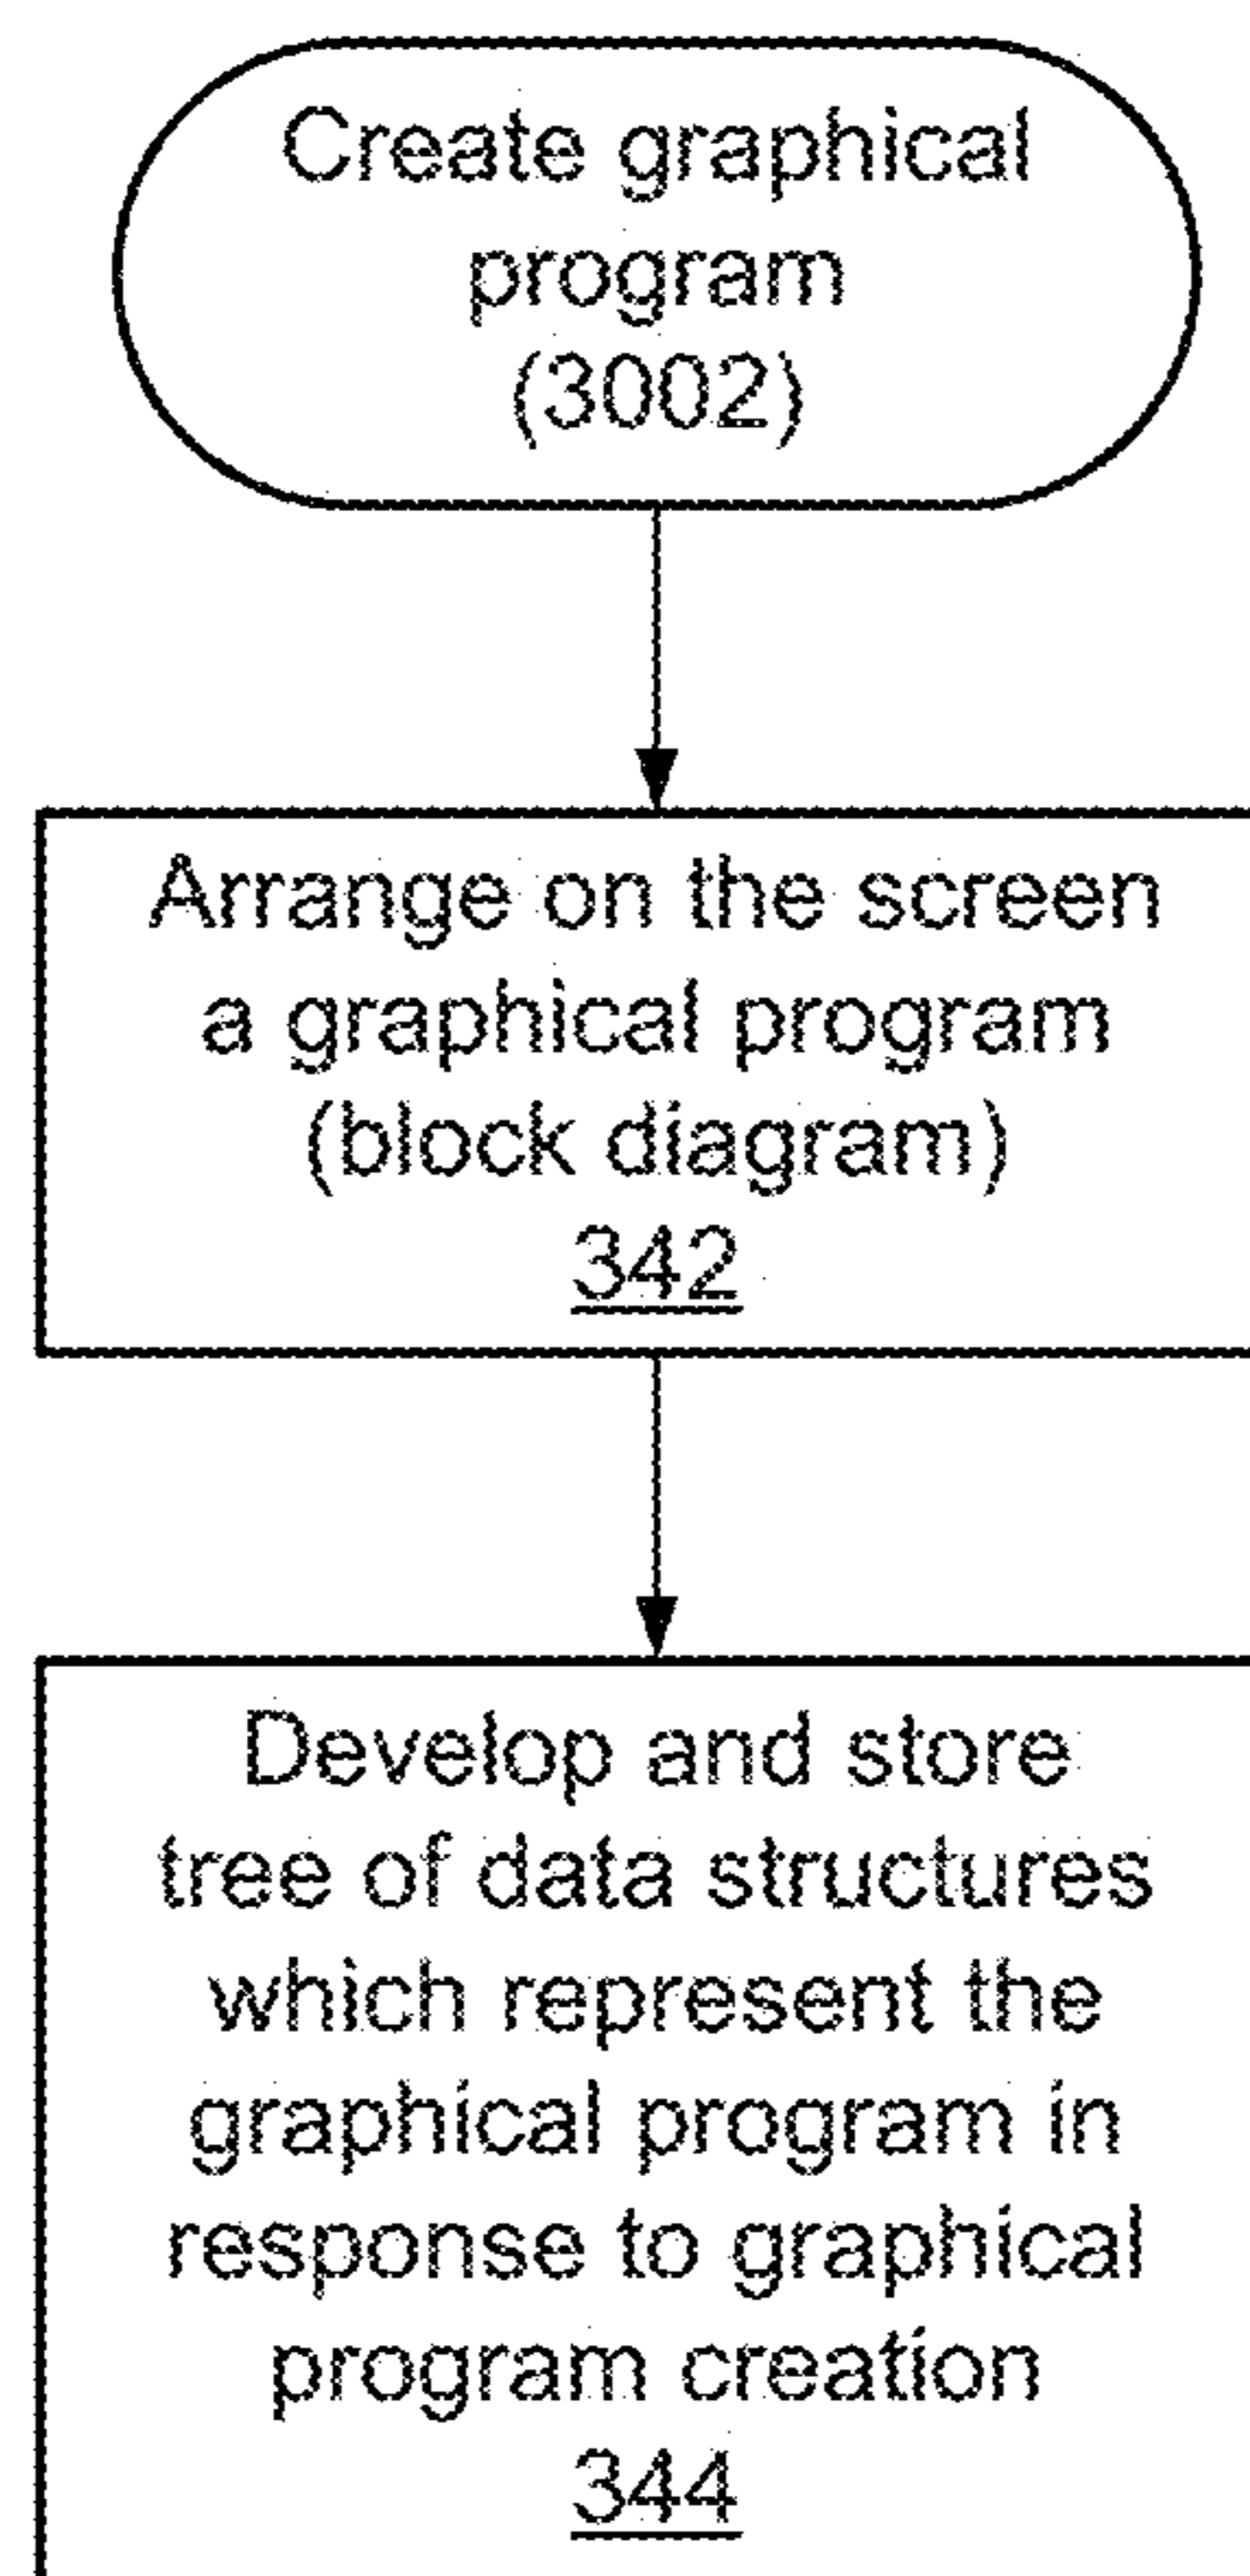 Create graphical
program
(3002)
Arrange on the screen
a graphical program
(block diagram)
342
Develop and store
tree of data structures
which represent the
graphical program in
response to graphical
program creation
344